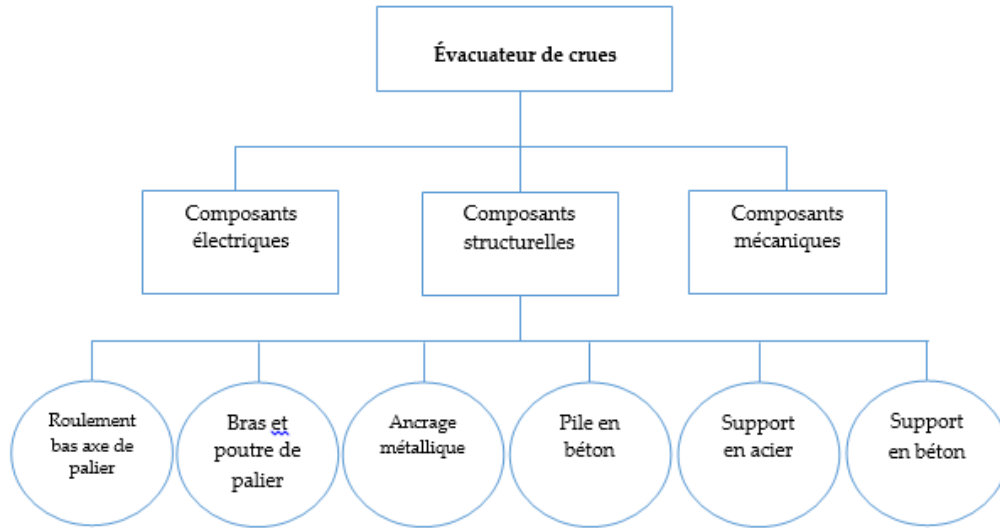 Évacuateur de crues
Composants
électriques
Composants
structurelles
Composants
mécaniques
Roulement
bas axe de
palier
Bras et
poutre de
palier
Ancrage
métallique
Pile en
béton
Support
en acier
Support
en béton